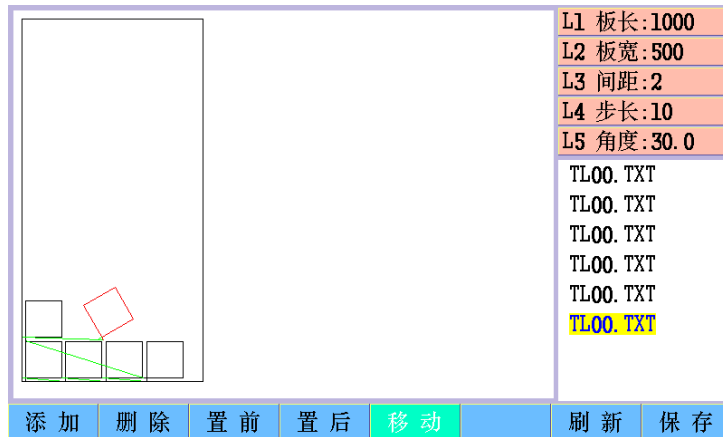 L1 板长:1000
L2 板宽:500
L3 间距:2
L4 步长:10
L5 角度:30.0
TL00.TXT
TL00.TXT
TL00.TXT
TL00.TXT
TL00.TXT
TL00.TXT
添加 删除 置前 置后 移动 刷新 保存